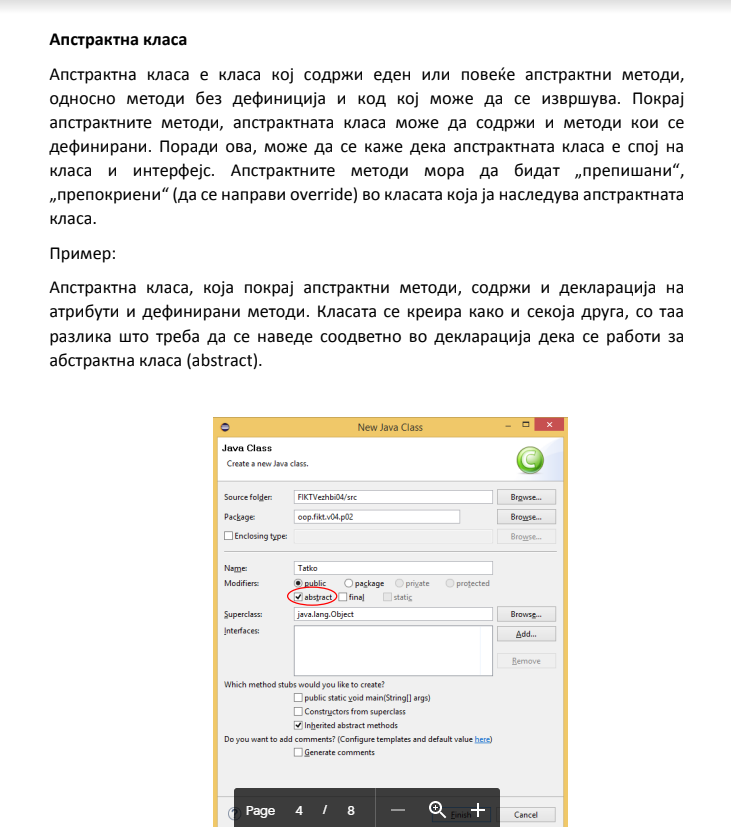 Апстрактна класа
Апстрактна класа е класа кој содржи еден или повеќе апстрактни методи,
односно методи без дефиниција и код кој може да се извршува. Покрај
апстрактните методи, апстрактната класа може да содржи и методи кои се
дефинирани. Поради ова, може да се каже дека апстрактната класа е спој на
класа и интерфејс. Апстрактните методи мора да бидат „препишани“,
„препокриени“ (да се направи override) во класата која ја наследува апстрактната
класа.
Пример:
Апстрактна класа, која покрај апстрактни методи, содржи и декларација на
атрибути и дефинирани методи. Класата се креира како и секоја друга, со таа
разлика што треба да се наведе соодветно во декларација дека се работи за
абстрактна класа (abstract).
New Java Class
Java Class
Create a new Java class.
Source folder: FIKTVezhbi04/src Browse...
Package: oop.fikt.v04.p02 Browse...
Enclosing type: Browse...
Name: Tatko
Modifiers: public package private protected
abstract final static
Superclass: java.lang.Object Browse...
Interfaces: Add...
Remove
Which method stubs would you like to create?
public static void main(String[] args)
Constructors from superclass
Inherited abstract methods
Do you want to add comments? (Configure templates and default value here)
Generate comments
Page 4 / 8
Finish Cancel